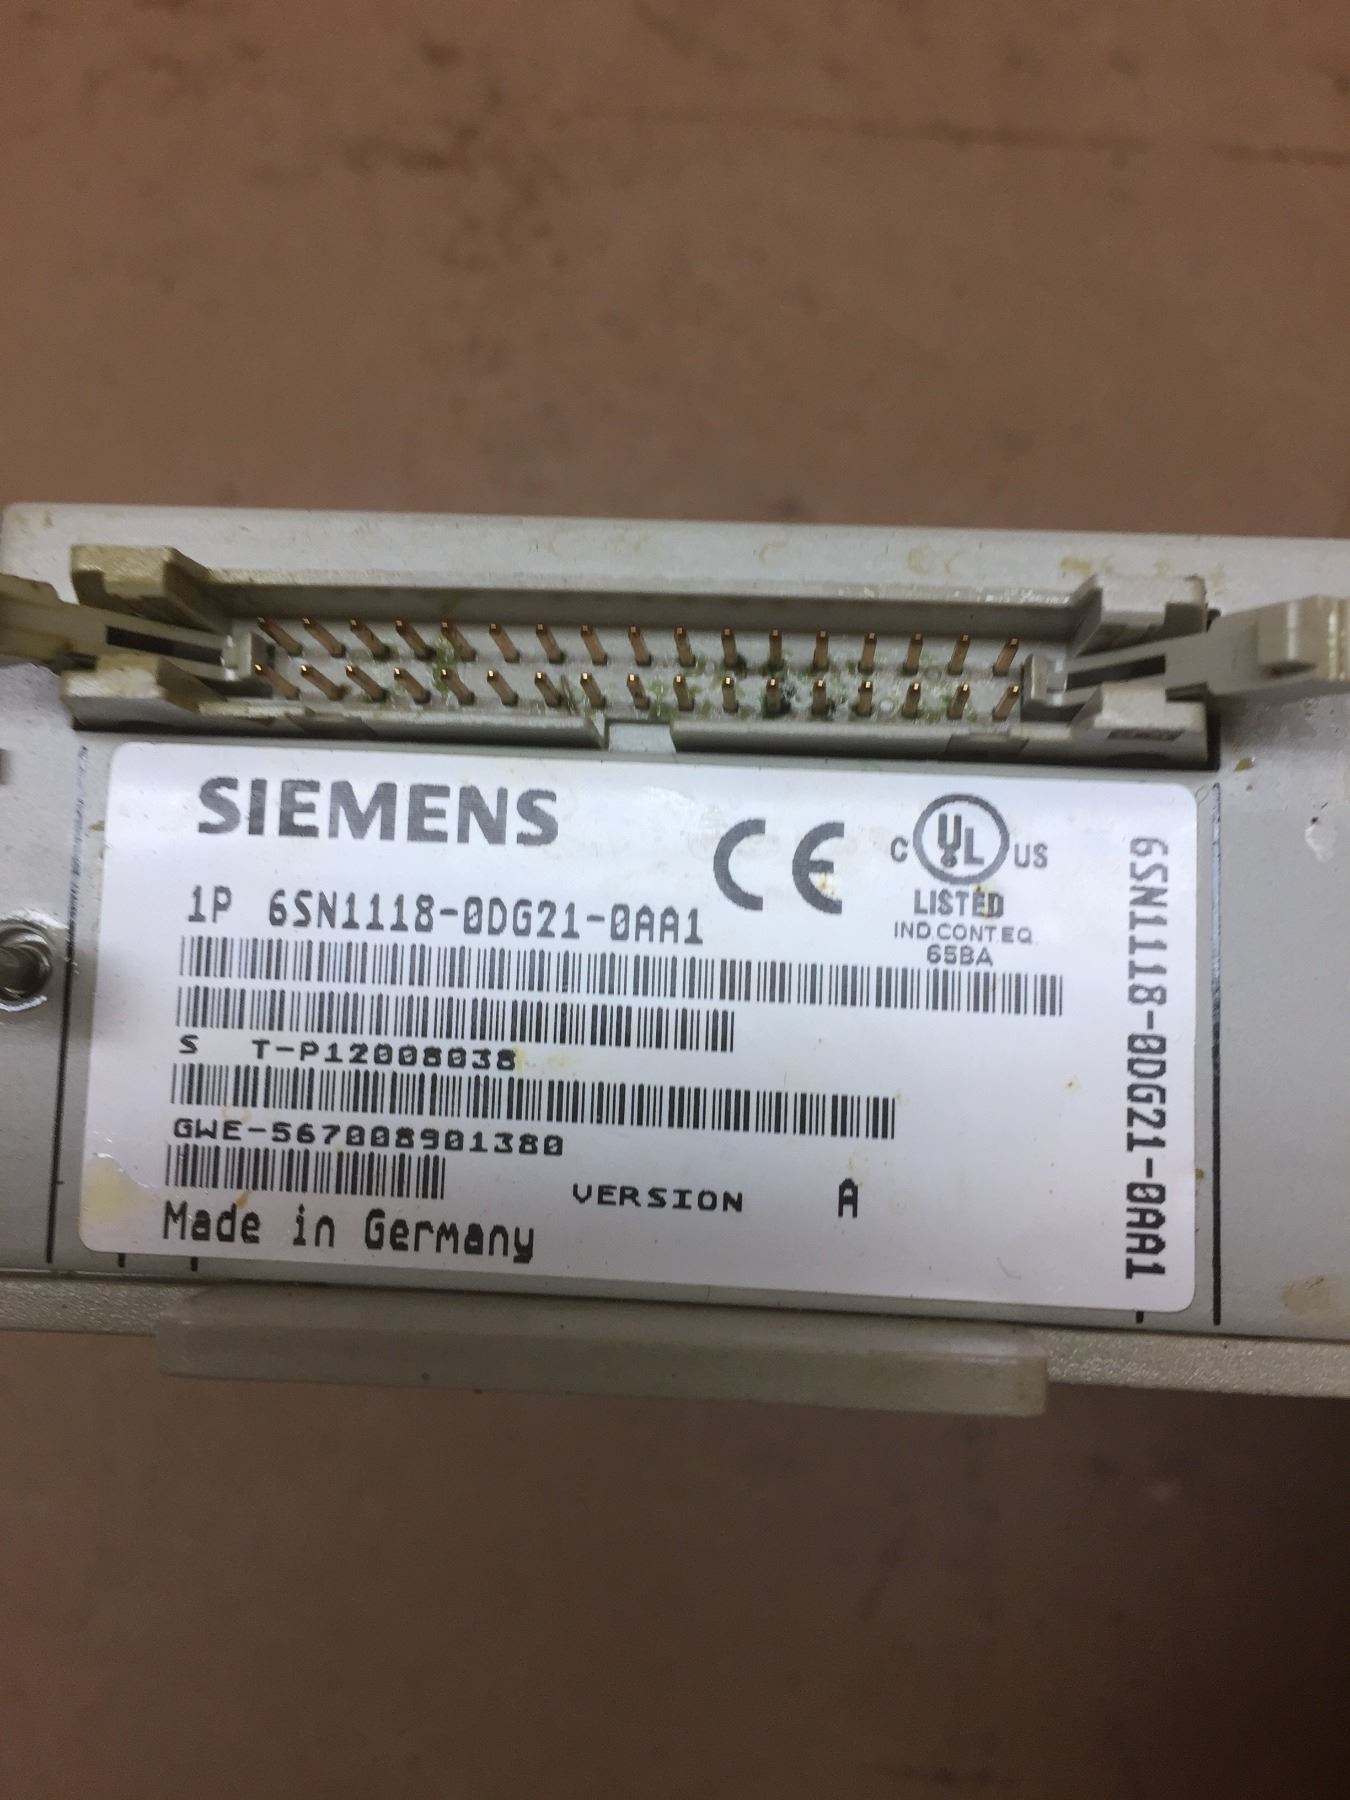 SIEMENS
CE
C UL US
LISTED
IND.CONT.EQ.
65BA
1P 6SN1118-0DG21-0AA1
S T-P12008038
GWE-567008901380
VERSION A
Made in Germany
6SN1118-0DG21-0AA1